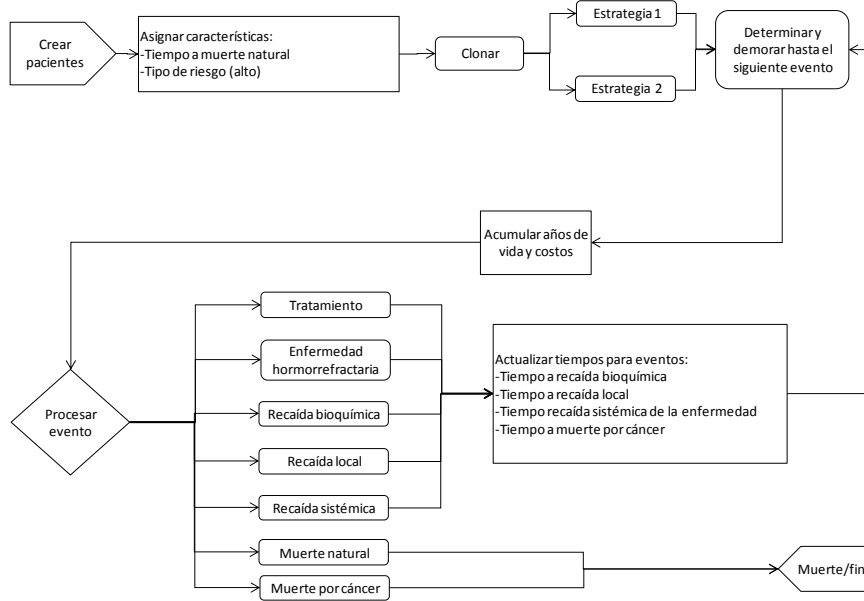 Crear
pacientes
Asignar características:
-Tiempo a muerte natural
-Tipo de riesgo (alto)
Clonar
Estrategia 1
Estrategia 2
Determinar y
demorar hasta el
siguiente evento
Acumular años de
vida y costos
Procesar
evento
Tratamiento
Enfermedad
hormorrefractaria
Recaída bioquímica
Recaída local
Recaída sistémica
Muerte natural
Muerte por cáncer
Actualizar tiempos para eventos:
-Tiempo a recaída bioquímica
-Tiempo a recaída local
-Tiempo recaída sistémica de la enfermedad
-Tiempo a muerte por cáncer
Muerte/fin